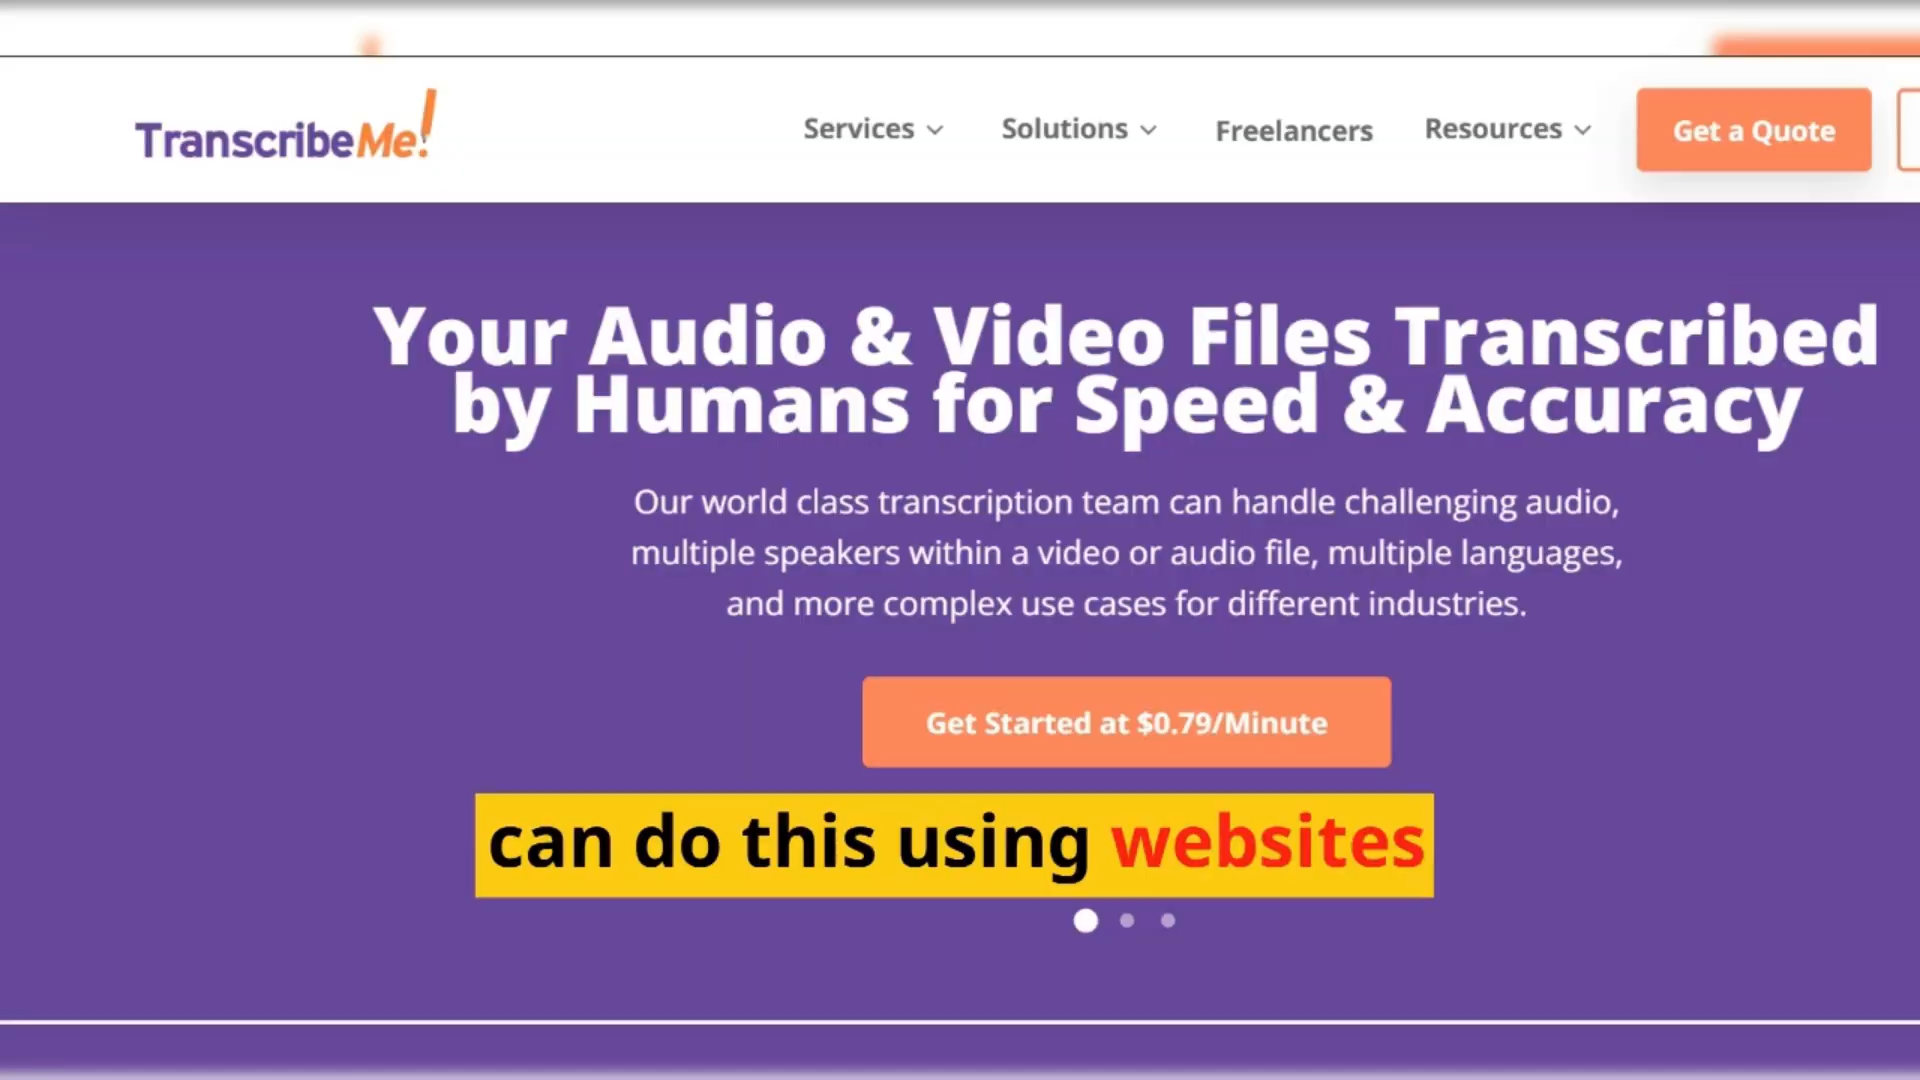 TranscribeMe!
Services
Solutions
Freelancers
Resources
Get a Quote
Your Audio & Video Files Transcribed
by Humans for Speed & Accuracy
Our world class transcription team can handle challenging audio,
multiple speakers within a video or audio file, multiple languages,
and more complex use cases for different industries.
Get Started at $0.79/Minute
can do this using websites